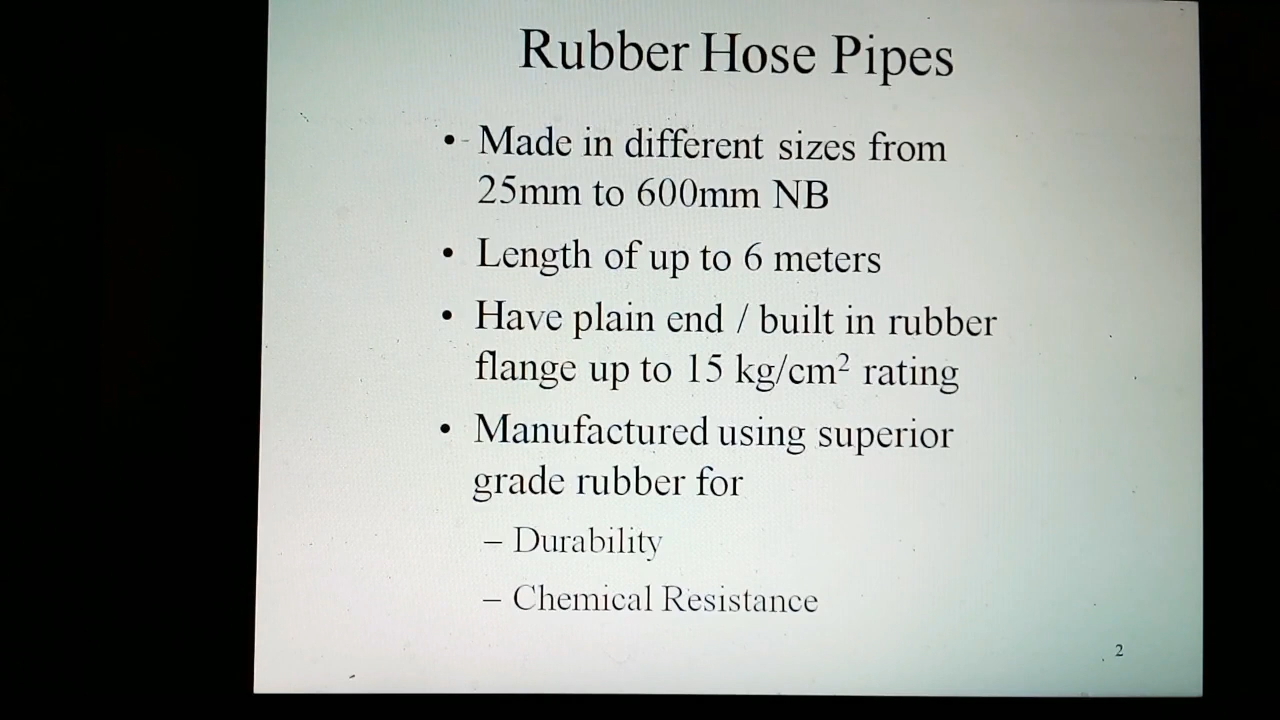 Rubber Hose Pipes
• Made in different sizes from
25mm to 600mm NB
• Length of up to 6 meters
• Have plain end / built in rubber
flange up to 15 kg/cm² rating
• Manufactured using superior
grade rubber for
– Durability
– Chemical Resistance
2